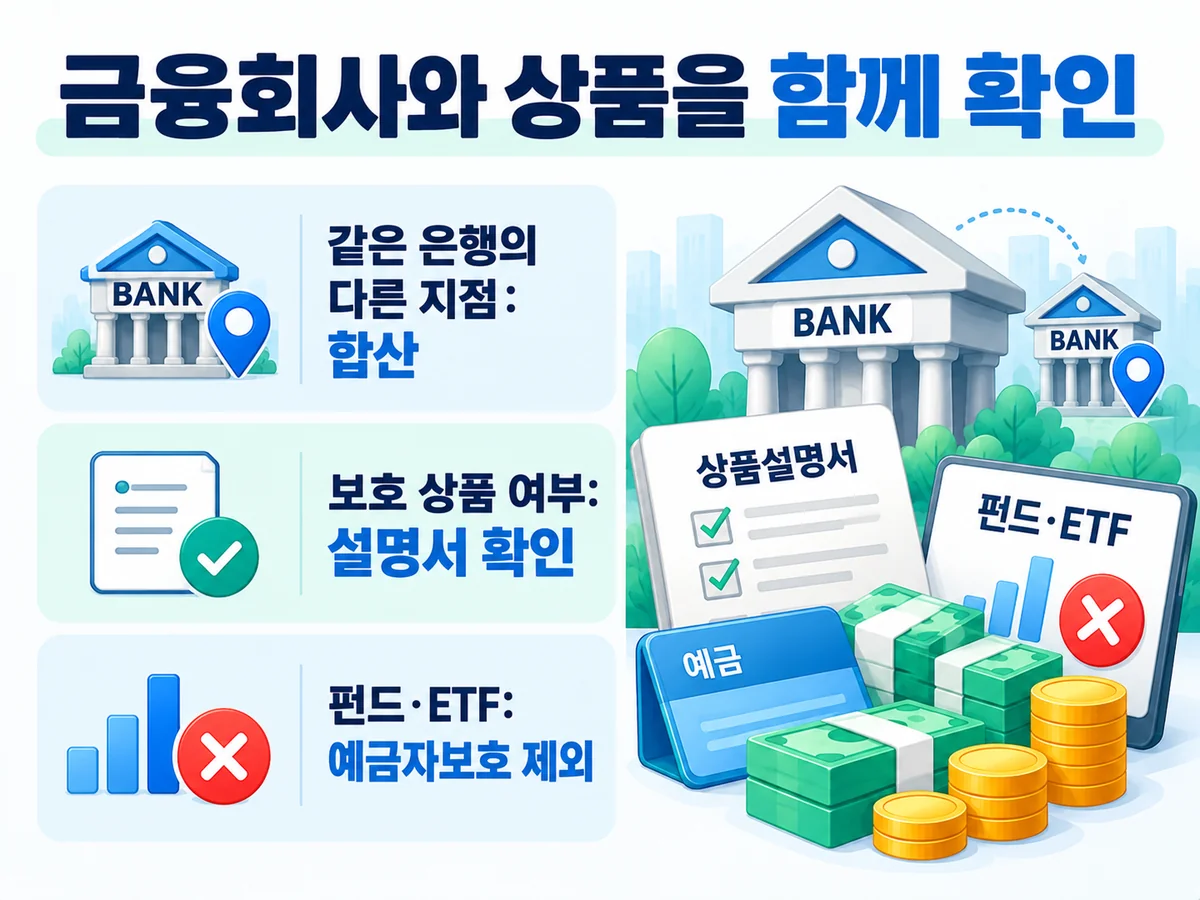 금융회사와 상품을 함께 확인
BANK
같은 은행의
다른 지점:
합산
보호 상품 여부:
설명서 확인
펀드·ETF:
예금자보호 제외
BANK
BANK
상품설명서
펀드·ETF
예금